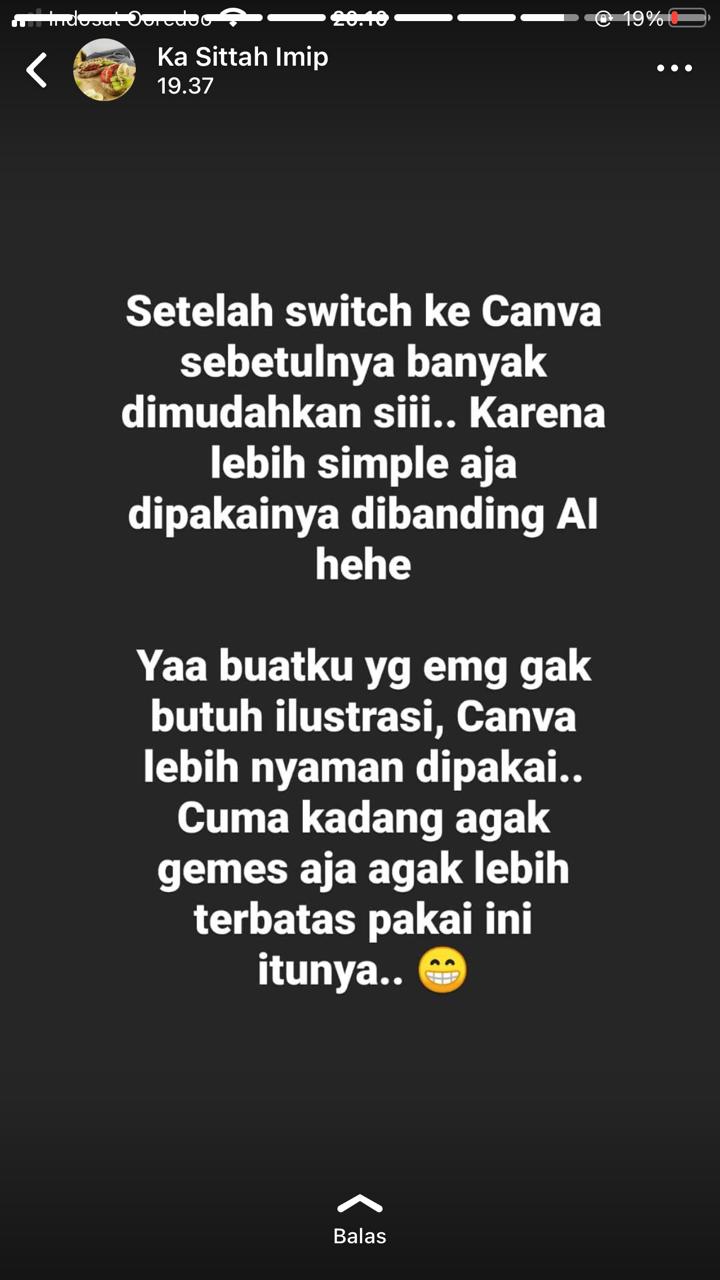 Indosat Ooredoo 20.10 19%
Ka Sittah Imip
19.37
Setelah switch ke Canva
sebetulnya banyak
dimudahkan siii.. Karena
lebih simple aja
dipakainya dibanding AI
hehe
Yaa buatku yg emg gak
butuh ilustrasi, Canva
lebih nyaman dipakai..
Cuma kadang agak
gemes aja agak lebih
terbatas pakai ini
itunya.. 😁
Balas